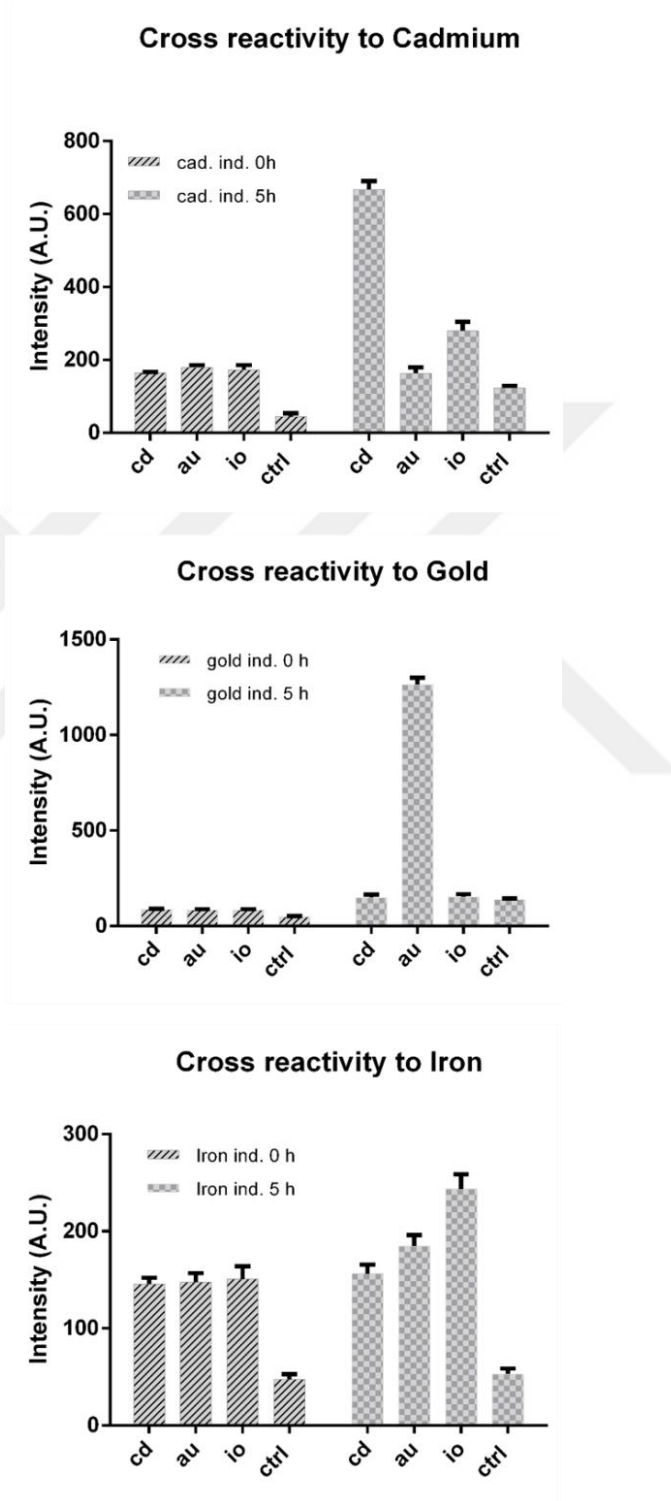 Cross reactivity to Cadmium
800
600
400
200
0
Intensity (A.U.)
cad. ind. 0h
cad. ind. 5h
cd au io ctrl cd au io ctrl
Cross reactivity to Gold
1500
1000
500
0
Intensity (A.U.)
gold ind. 0 h
gold ind. 5 h
cd au io ctrl cd au io ctrl
Cross reactivity to Iron
300
200
100
0
Intensity (A.U.)
Iron ind. 0 h
Iron ind. 5 h
cd au io ctrl cd au io ctrl